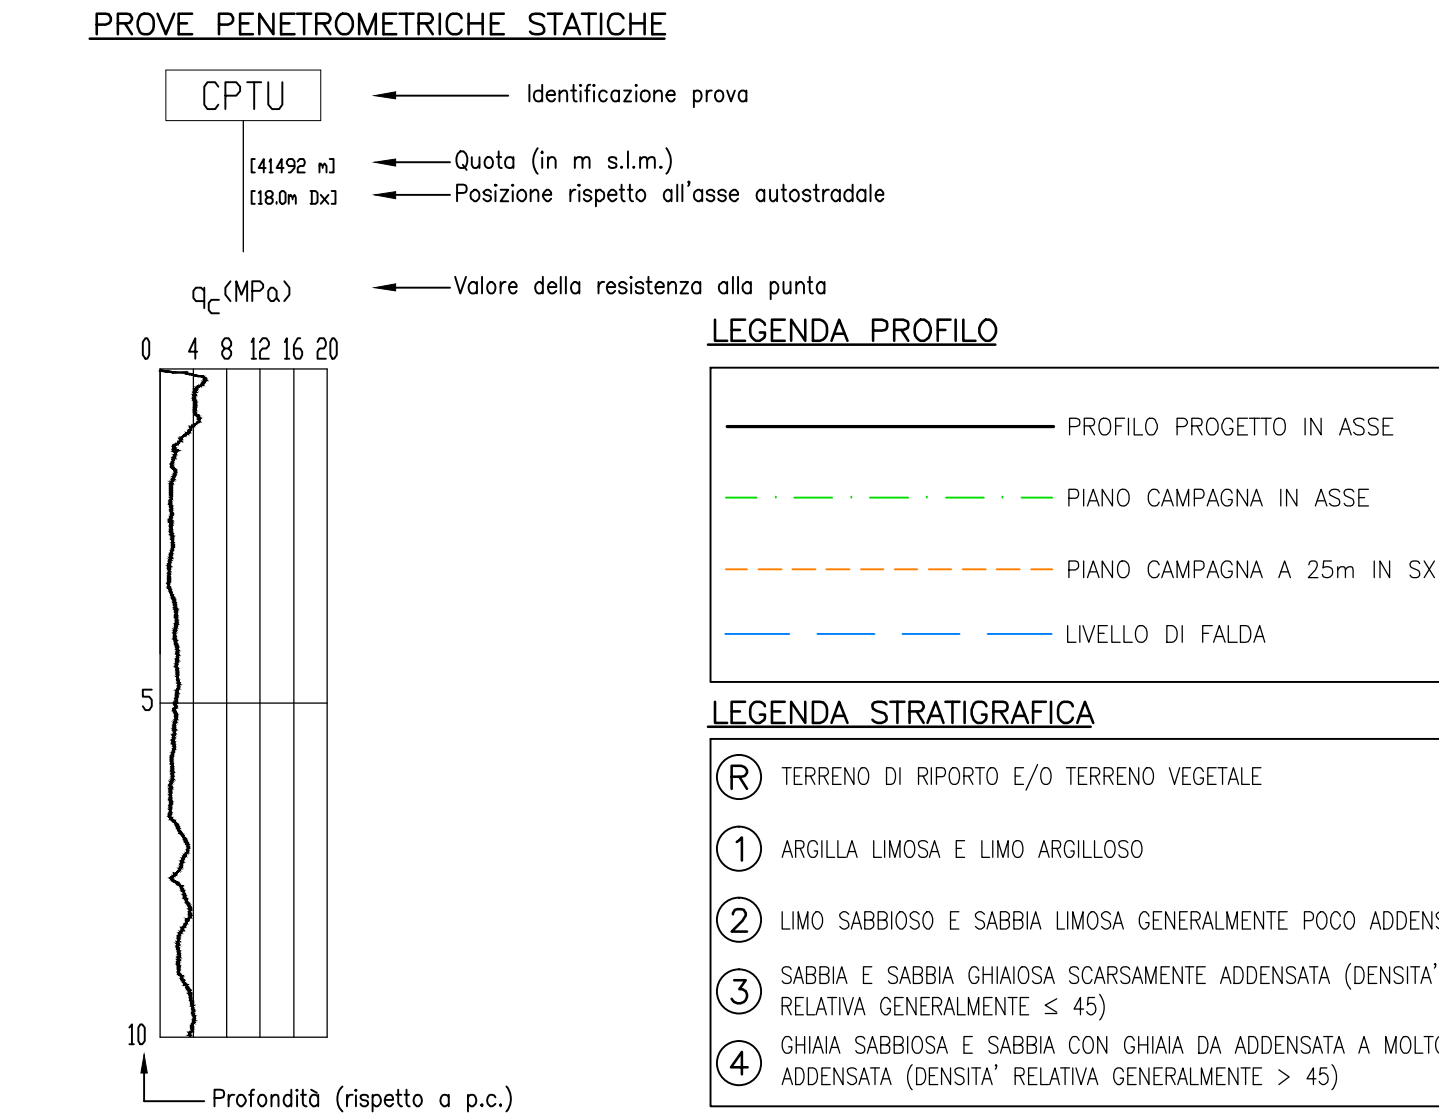 PROVE PENETROMETRICHE STATICHE
CPTU
Identificazione prova
[41492 m]
Quota (in m s.l.m.)
[18.0m Dx]
Posizione rispetto all'asse autostradale
qc(MPa)
Valore della resistenza alla punta
0 4 8 12 16 20
5
10
Profondità (rispetto a p.c.)
LEGENDA PROFILO
PROFILO PROGETTO IN ASSE
PIANO CAMPAGNA IN ASSE
PIANO CAMPAGNA A 25m IN SX
LIVELLO DI FALDA
LEGENDA STRATIGRAFICA
R TERRENO DI RIPORTO E/O TERRENO VEGETALE
1 ARGILLA LIMOSA E LIMO ARGILLOSO
2 LIMO SABBIOSO E SABBIA LIMOSA GENERALMENTE POCO
3 SABBIA E SABBIA GHIAIOSA SCARSAMENTE ADDENSATA (DENSITA'
RELATIVA GENERALMENTE ≤ 45)
4 GHIAIA SABBIOSA E SABBIA CON GHIAIA DA ADDENSATA A MOLTO
ADDENSATA (DENSITA' RELATIVA GENERALMENTE > 45)